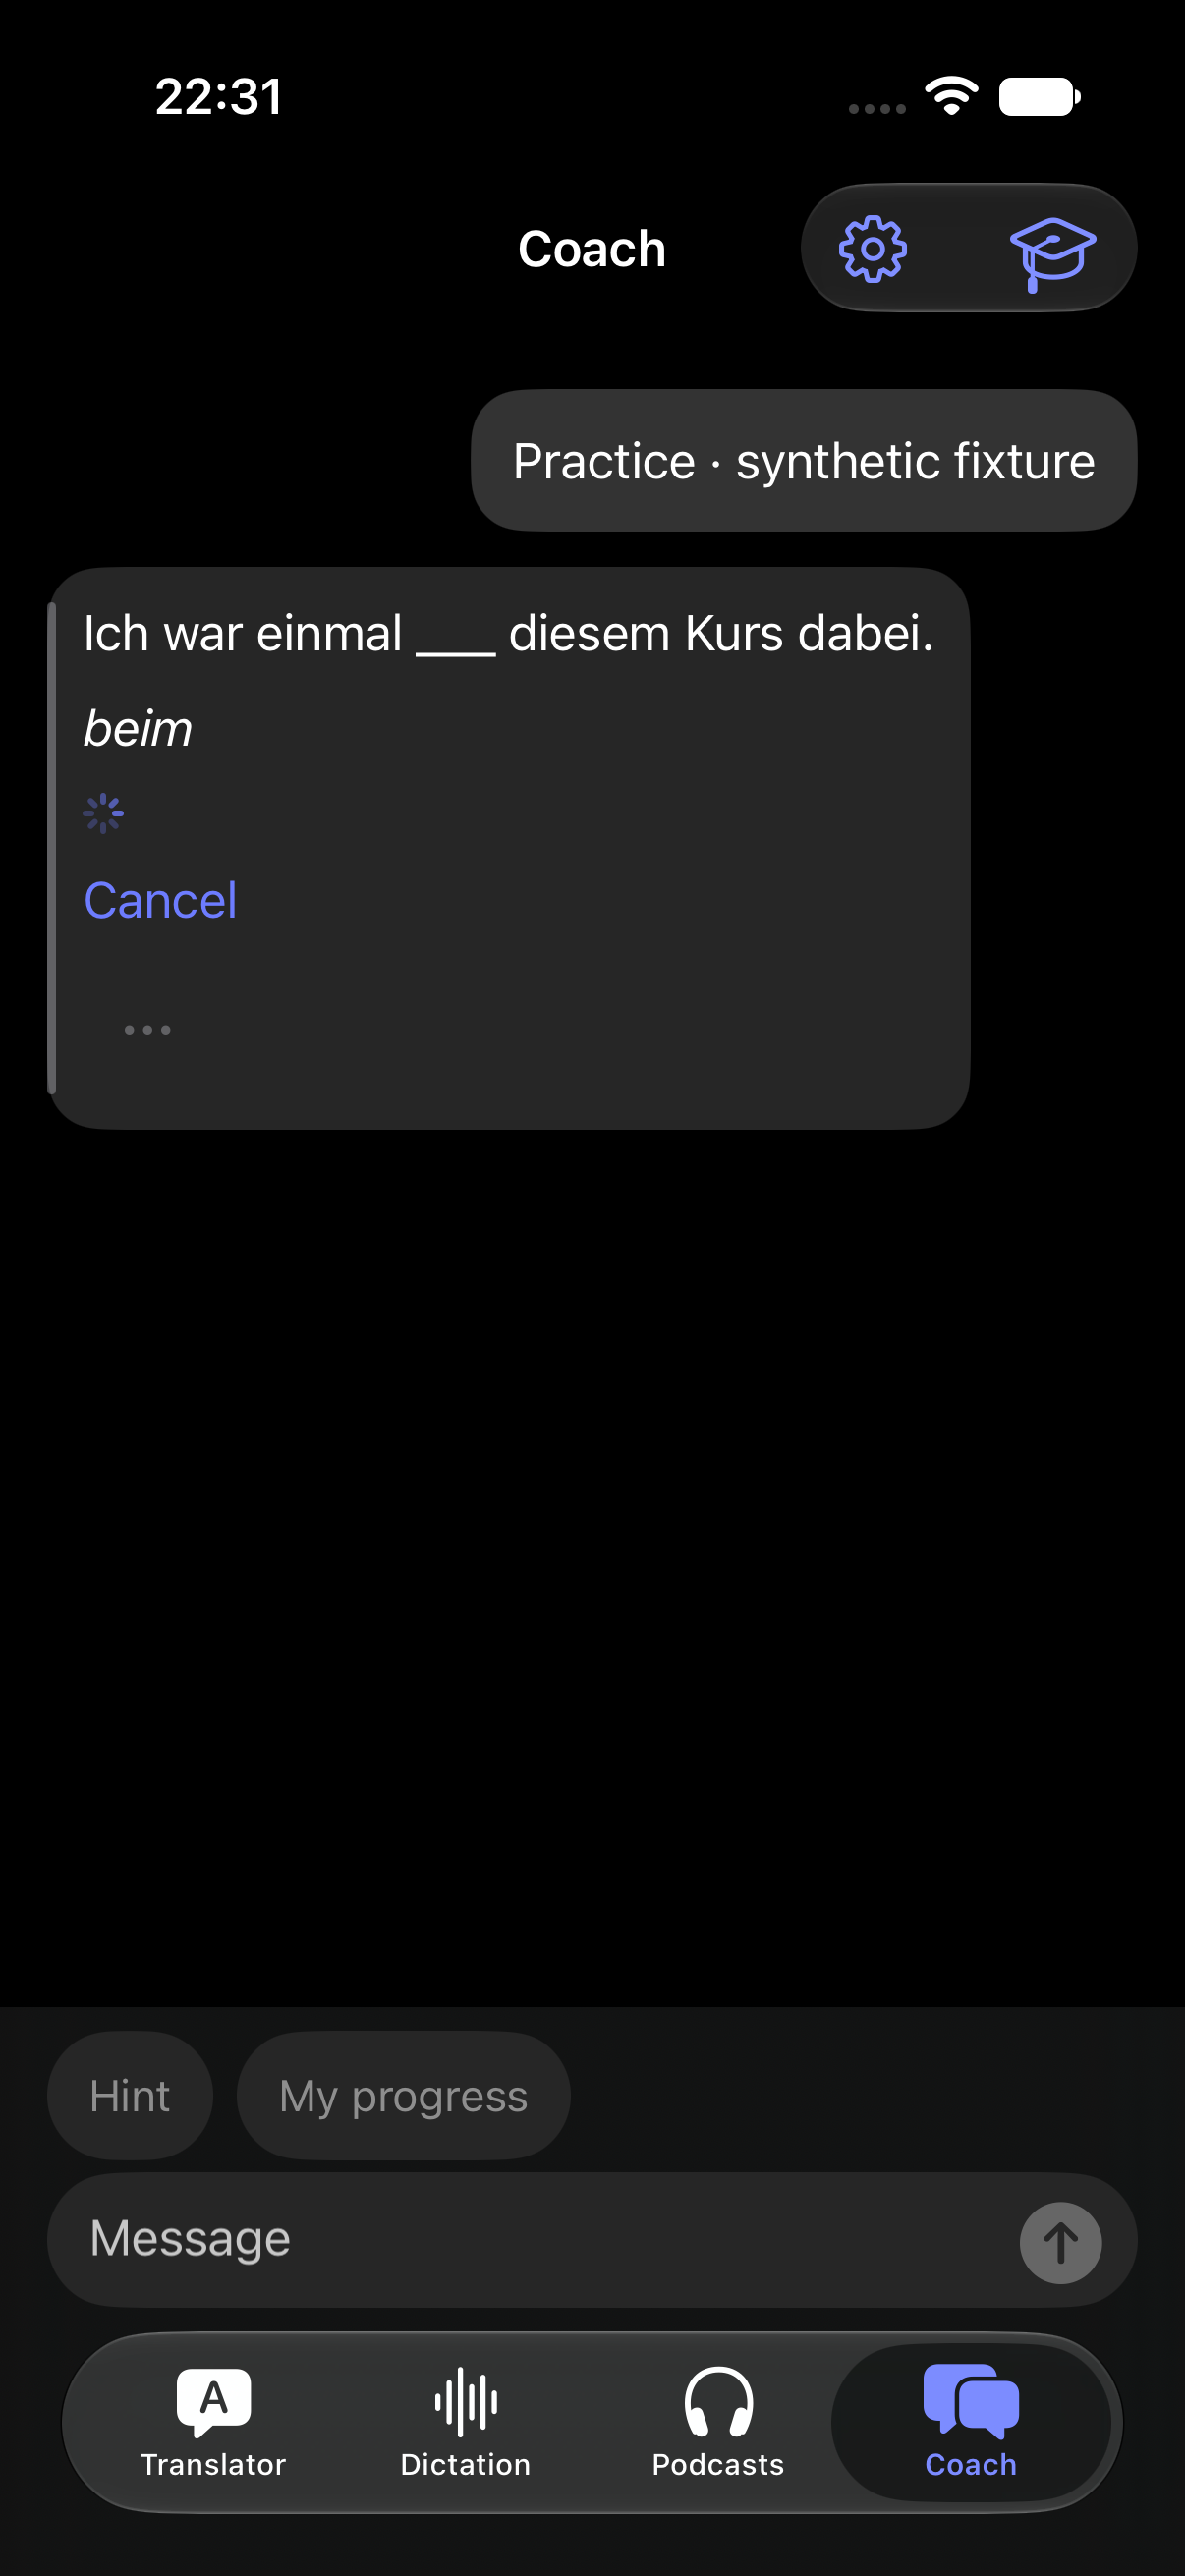 22:31
Coach
Practice · synthetic fixture
Ich war einmal ____ diesem Kurs dabei.
beim
Cancel
...
Hint
My progress
Message
A
Translator
Dictation
Podcasts
Coach